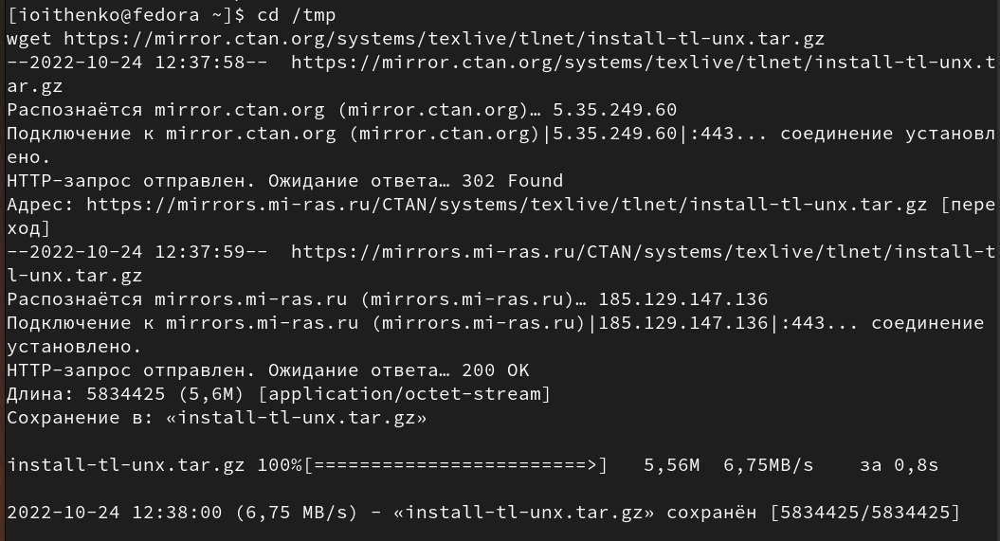 [ioithenko@fedora ~]$ cd /tmp
wget https://mirror.ctan.org/systems/texlive/tlnet/install-tl-unx.tar.gz
--2022-10-24 12:37:58--  https://mirror.ctan.org/systems/texlive/tlnet/install-tl-unx.t
ar.gz
Распознаётся mirror.ctan.org (mirror.ctan.org)… 5.35.249.60
Подключение к mirror.ctan.org (mirror.ctan.org)|5.35.249.60|:443... соединение установл
ено.
HTTP-запрос отправлен. Ожидание ответа… 302 Found
Адрес: https://mirrors.mi-ras.ru/CTAN/systems/texlive/tlnet/install-tl-unx.tar.gz [пере
ход]
--2022-10-24 12:37:59--  https://mirrors.mi-ras.ru/CTAN/systems/texlive/tlnet/install-t
l-unx.tar.gz
Распознаётся mirrors.mi-ras.ru (mirrors.mi-ras.ru)… 185.129.147.136
Подключение к mirrors.mi-ras.ru (mirrors.mi-ras.ru)|185.129.147.136|:443... соединение
установлено.
HTTP-запрос отправлен. Ожидание ответа… 200 OK
Длина: 5834425 (5,6M) [application/octet-stream]
Сохранение в: «install-tl-unx.tar.gz»
install-tl-unx.tar.gz 100%[========================>]   5,56M  6,75MB/s    за 0,8s
2022-10-24 12:38:00 (6,75 MB/s) - «install-tl-unx.tar.gz» сохранён [5834425/5834425]